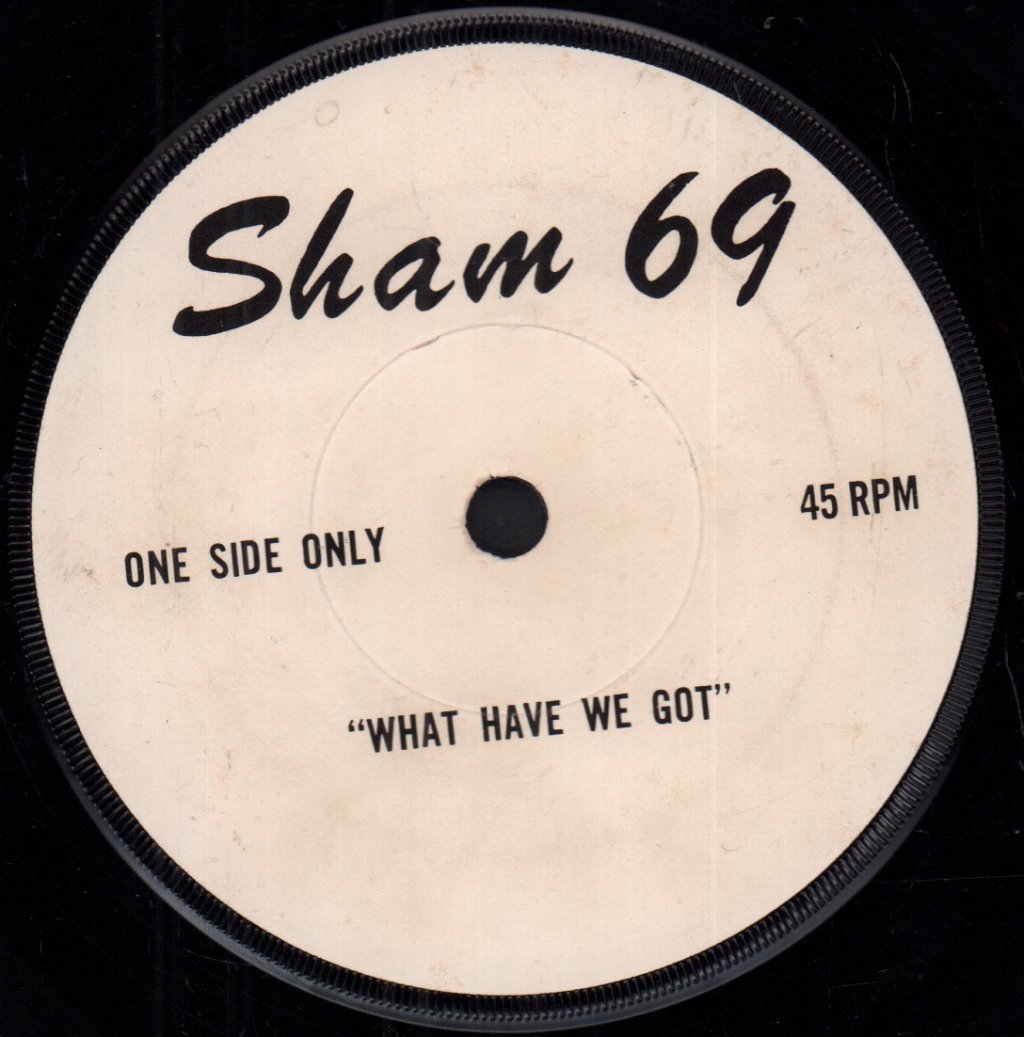 Sham 69
45 RPM
ONE SIDE ONLY
“WHAT HAVE WE GOT”